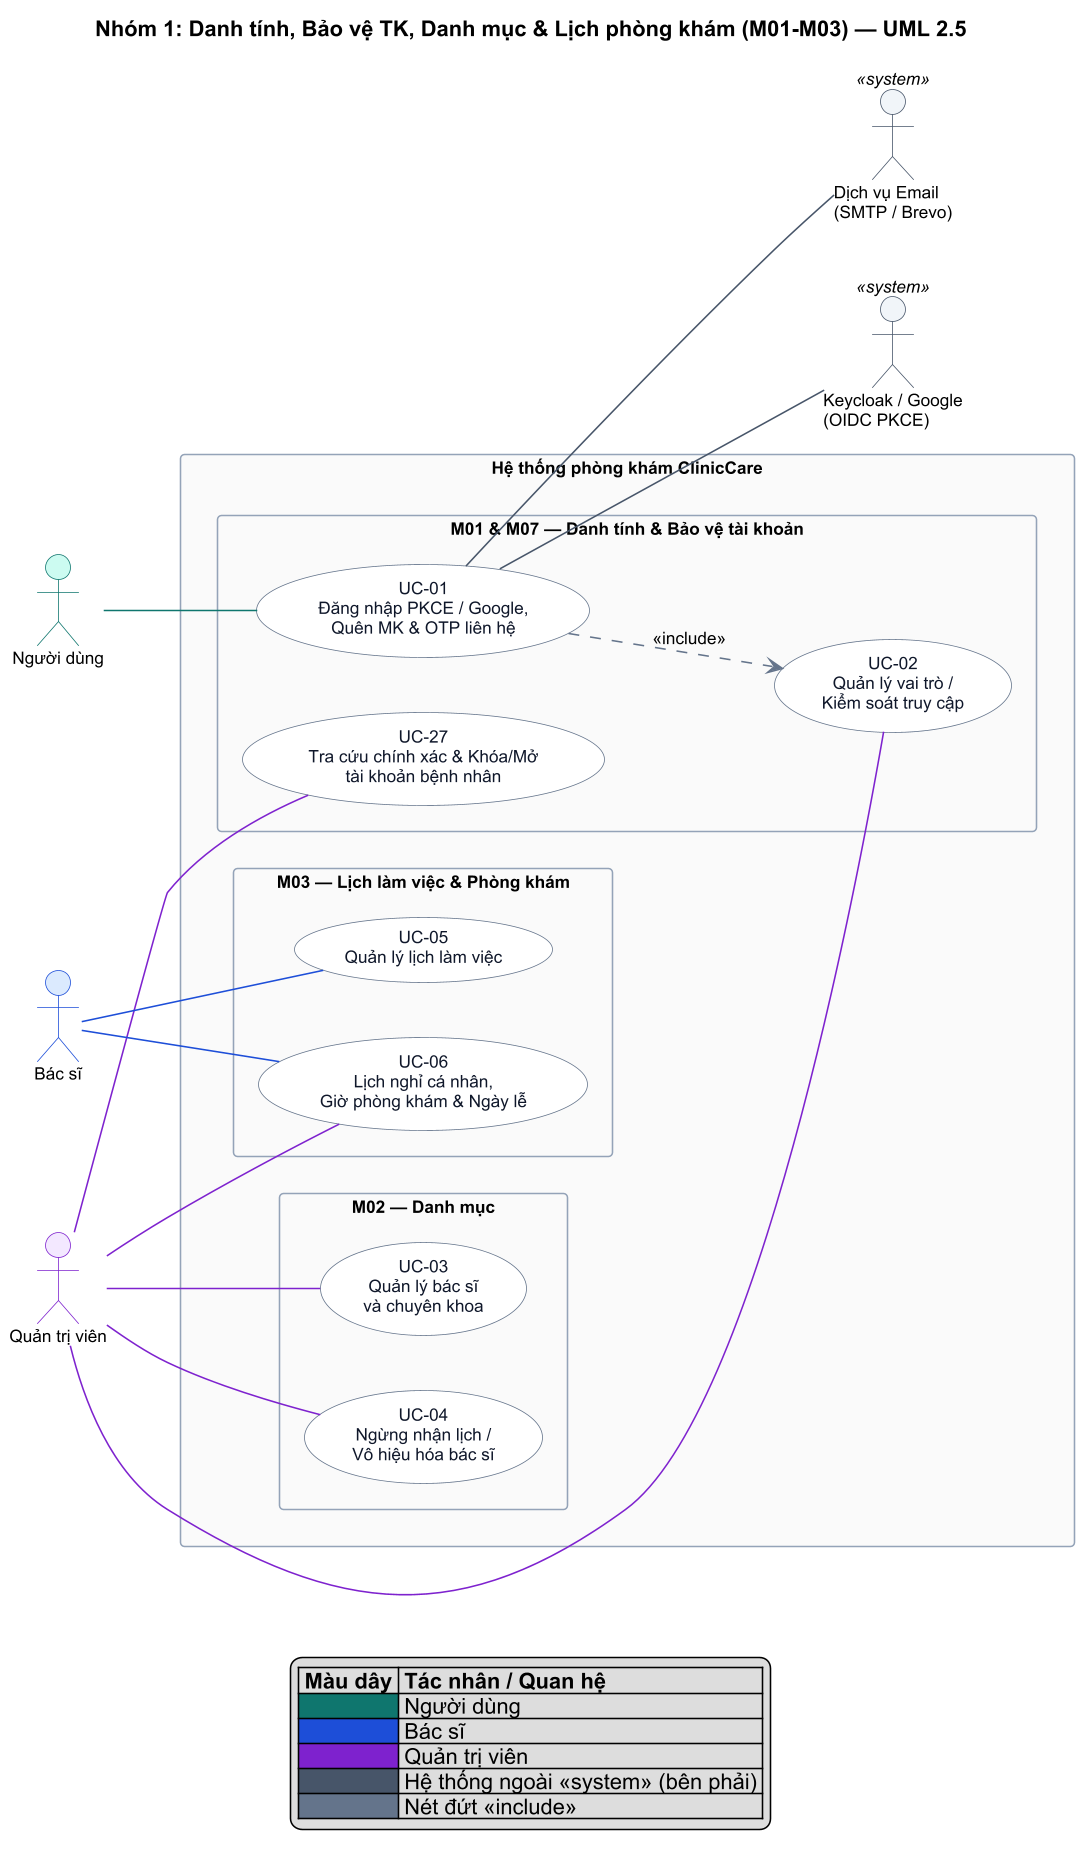 Nhóm 1: Danh tính, Bảo vệ TK, Danh mục & Lịch phòng khám (M01-M03) — UML 2.5
«system»
Dịch vụ Email
(SMTP / Brevo)
«system»
Keycloak / Google
(OIDC PKCE)
Hệ thống phòng khám ClinicCare
M01 & M07 — Danh tính & Bảo vệ tài khoản
UC-01
Đăng nhập PKCE / Google,
Quên MK & OTP liên hệ
«include»
UC-02
Quản lý vai trò /
Kiểm soát truy cập
Người dùng
UC-27
Tra cứu chính xác & Khóa/Mở
tài khoản bệnh nhân
M03 — Lịch làm việc & Phòng khám
UC-05
Quản lý lịch làm việc
Bác sĩ
UC-06
Lịch nghỉ cá nhân,
Giờ phòng khám & Ngày lễ
M02 — Danh mục
UC-03
Quản lý bác sĩ
và chuyên khoa
Quản trị viên
UC-04
Ngừng nhận lịch /
Vô hiệu hóa bác sĩ
Màu dây Tác nhân / Quan hệ
Người dùng
Bác sĩ
Quản trị viên
Hệ thống ngoài «system» (bên phải)
Nét đứt «include»